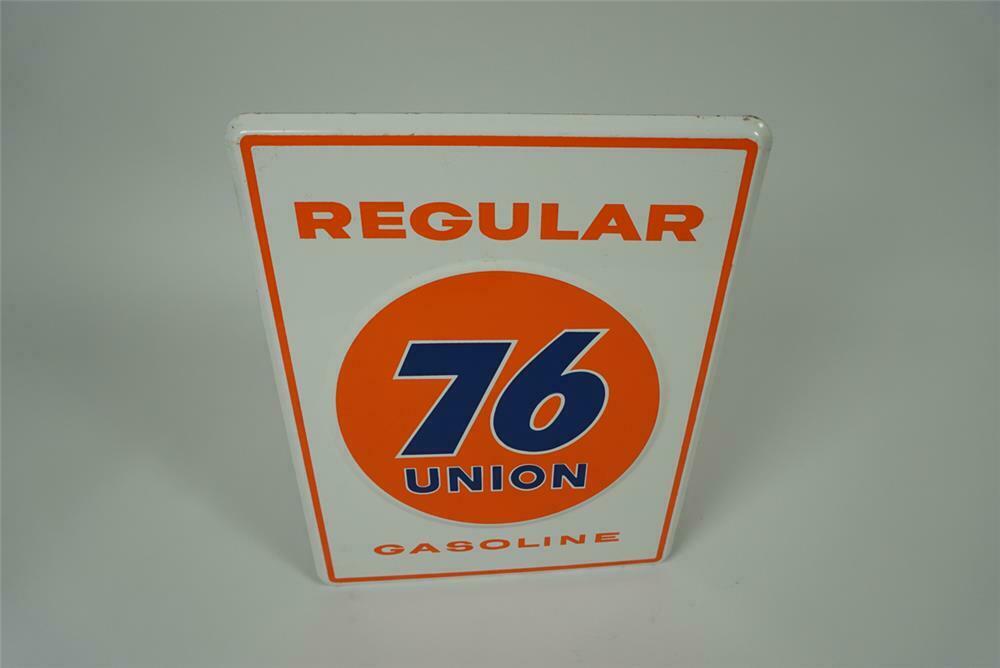 REGULAR
76
UNION
GASOLINE